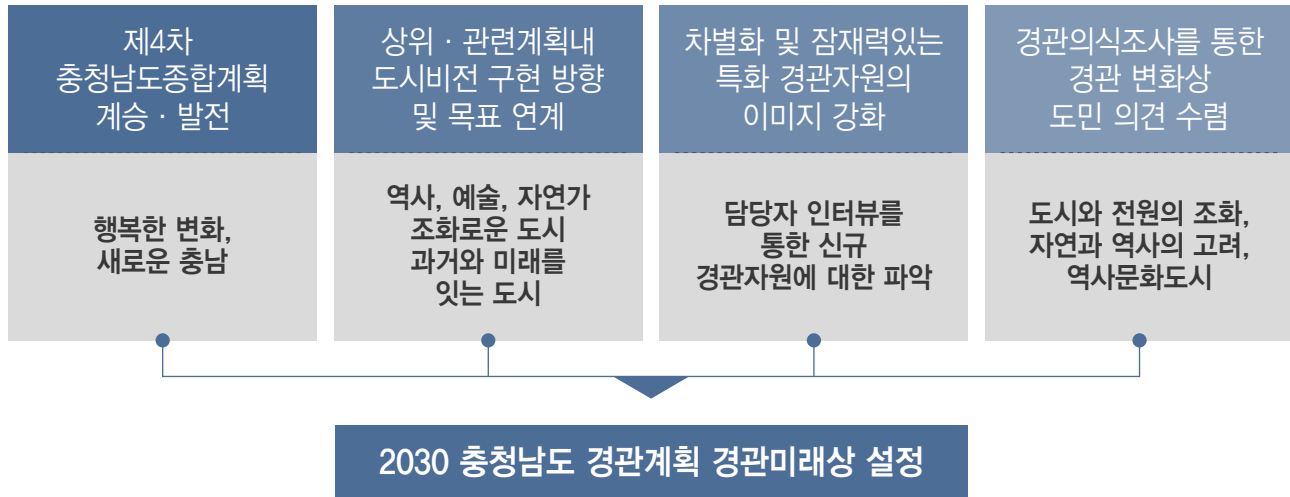 제4차
충청남도종합계획
계승 · 발전
상위 · 관련계획내
도시비전 구현 방향
및 목표 연계
차별화 및 잠재력있는
특화 경관자원의
이미지 강화
경관의식조사를 통한
경관 변화상
도민 의견 수렴
행복한 변화,
새로운 충남
역사, 예술, 자연가
조화로운 도시
과거와 미래를
잇는 도시
담당자 인터뷰를
통한 신규
경관자원에 대한 파악
도시와 전원의 조화,
자연과 역사의 고려,
역사문화도시
2030 충청남도 경관계획 경관미래상 설정